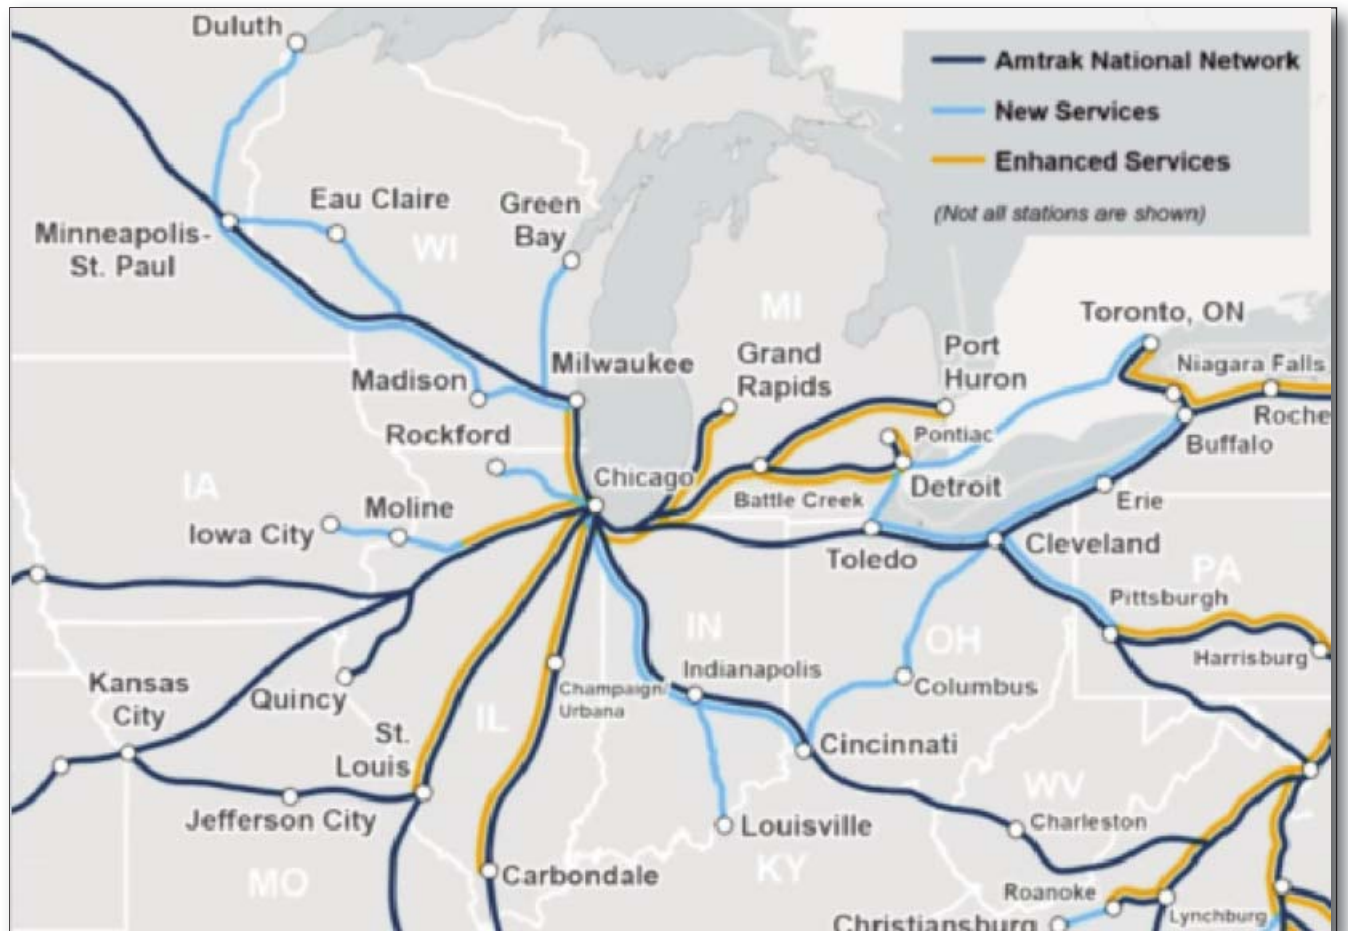 Duluth
Amtrak National Network
New Services
Enhanced Services
(Not all stations are shown)
Eau Claire
Green
Bay
WI
Minneapolis-
St. Paul
MI
Toronto, ON
Niagara Falls
Roche
Buffalo
Port
Huron
Grand
Rapids
Milwaukee
Madison
Rockford
Pontiac
Chicago
Battle Creek
Detroit
Erie
IA
Moline
Iowa City
Toledo
Cleveland
PA
Pittsburgh
IN
OH
Harrisburg
Indianapolis
Columbus
Champaign
Urbana
Kansas
City
Quincy
IL
St.
Louis
Cincinnati
WV
Jefferson City
Louisville
Charleston
MO
Carbondale
KY
Roanoke
Lynchburg
Christiansburg